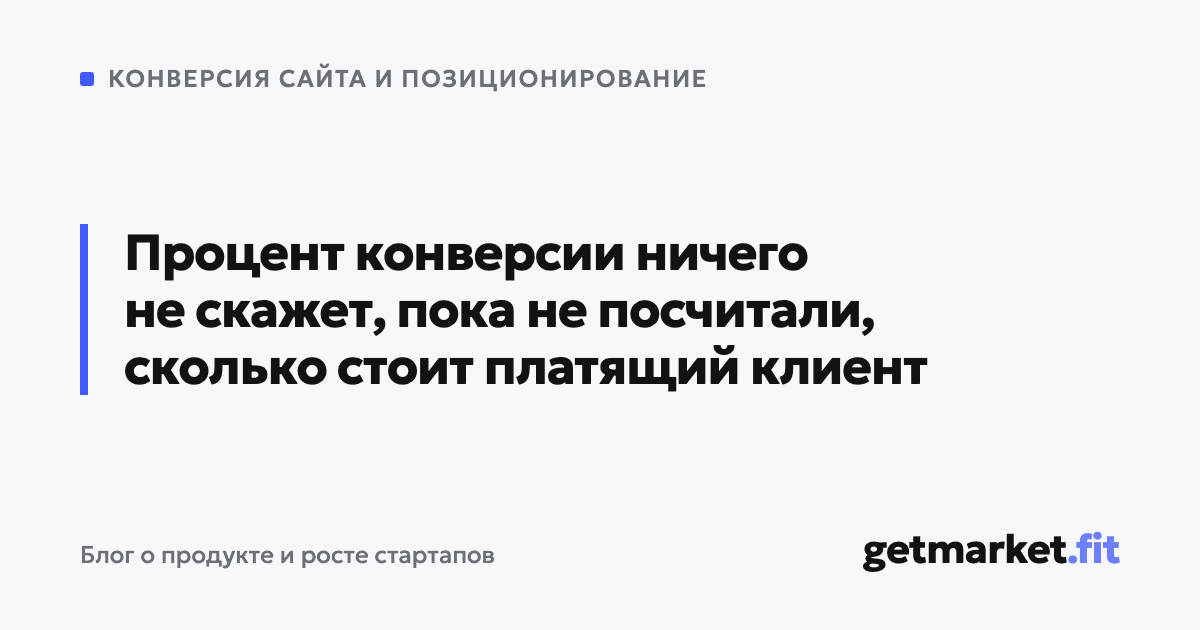 КОНВЕРСИЯ САЙТА И ПОЗИЦИОНИРОВАНИЕ
Процент конверсии ничего
не скажет, пока не посчитали,
сколько стоит платящий клиент
Блог о продукте и росте стартапов
getmarket.fit